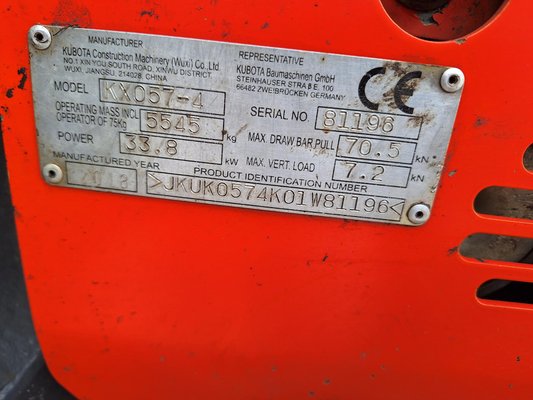 MANUFACTURER
KUBOTA Construction Machinery (Wuxi) Co.,Ltd.
NO.1 XIN YOU SOUTH ROAD, XINWU DISTRICT,
WUXI, JIANGSU, 214028, CHINA
REPRESENTATIVE
KUBOTA Baumaschinen GmbH
STEINHAUSER STRAßE. 100
66482 ZWEIBRÜCKEN GERMANY
CE
MODEL KX057-4
SERIAL NO 81196
OPERATING MASS INCL OPERATOR OF 75kg 5545 kg
MAX. DRAW BAR PULL 70.5 kN
POWER 33.8 kW
MAX. VERT. LOAD 7.2 kN
MANUFACTURED YEAR 2018
PRODUCT IDENTIFICATION NUMBER
>JKUK0574K01W81196<